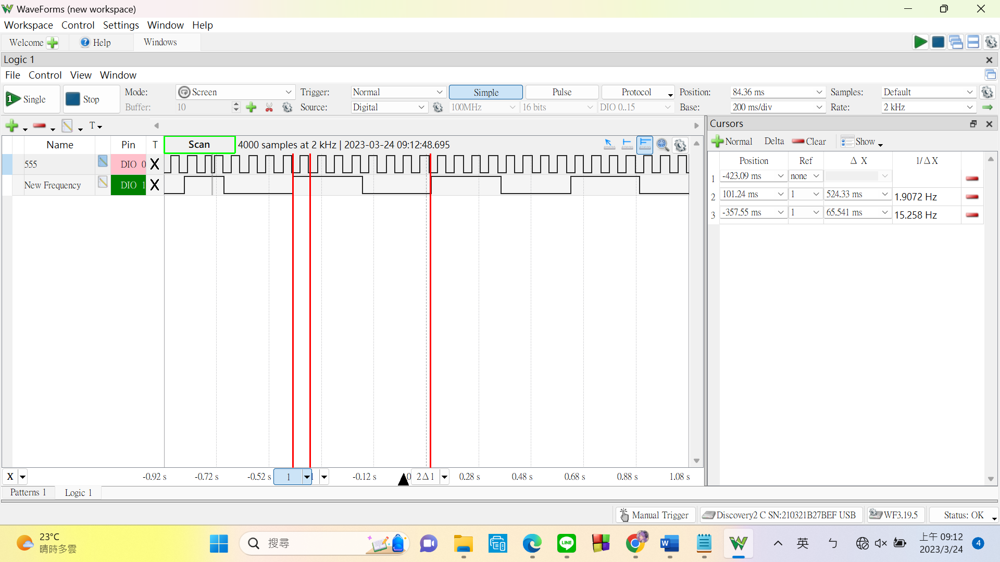 WaveForms (new workspace)
Workspace Control Settings Window Help
Welcome Help Windows
Logic 1
File Control View Window
Single Stop Mode: Screen Trigger: Normal Simple Pulse Protocol Position: 84.36 ms Samples: Default
Buffer: 10 Source: Digital 100MHz 16 bits DIO 0..15 Base: 200 ms/div Rate: 2 kHz
T
Name Pin T Scan 4000 samples at 2 kHz | 2023-03-24 09:12:48.695
555 DIO 0 X
New Frequency DIO 1 X
X -0.92 s -0.72 s -0.52 s 1 -0.12 s 2Δ1 0.28 s 0.48 s 0.68 s 0.88 s 1.08 s
Patterns 1 Logic 1
Cursors
Normal Delta Clear Show
Position Ref Δ X 1/ΔX
1 -423.09 ms none
2 101.24 ms 1 524.33 ms 1.9072 Hz
3 -357.55 ms 1 65.541 ms 15.258 Hz
Manual Trigger Discovery2 C SN:210321B27BEF USB WF3.19.5 Status: OK
23°C
晴時多雲
搜尋
LINE
英 ㄅ
上午 09:12
2023/3/24
4